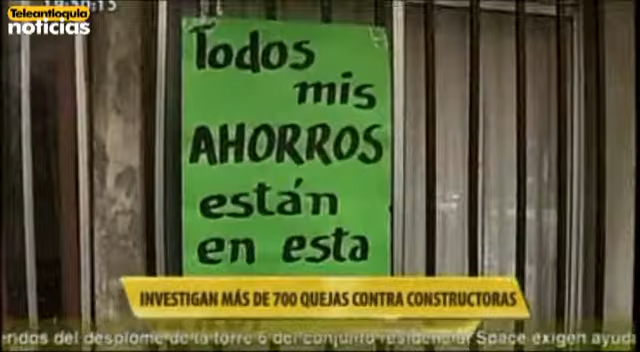 Teleantioquia
noticias
Todos
mis
AHORROS
están
en esta
INVESTIGAN MÁS DE 700 QUEJAS CONTRA CONSTRUCTORAS
del desplome de la torre 6 del conjunto residencial Space exigen